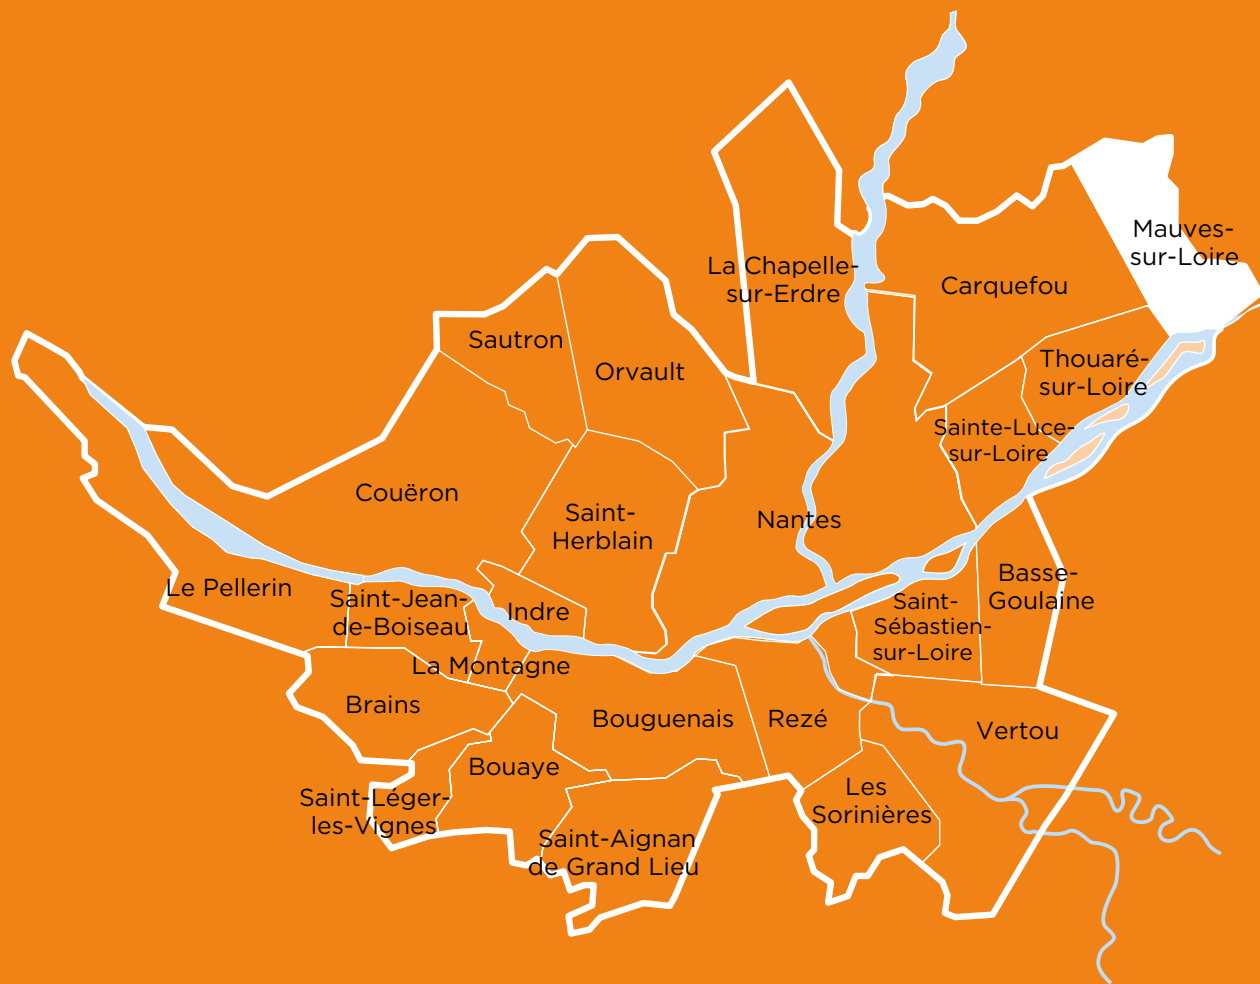 Mauves-
sur-Loire
La Chapelle-
sur-Erdre
Carquefou
Sautron
Orvault
Thouaré-
sur-Loire
Sainte-Luce-
sur-Loire
Couëron
Saint-
Herblain
Nantes
Le Pellerin
Saint-Jean-
de-Boiseau
Indre
Basse-
Goulaine
Saint-
Sébastien-
sur-Loire
La Montagne
Brains
Bouguenais
Rezé
Vertou
Bouaye
Saint-Léger-
les-Vignes
Les
Sorinières
Saint-Aignan
de Grand Lieu